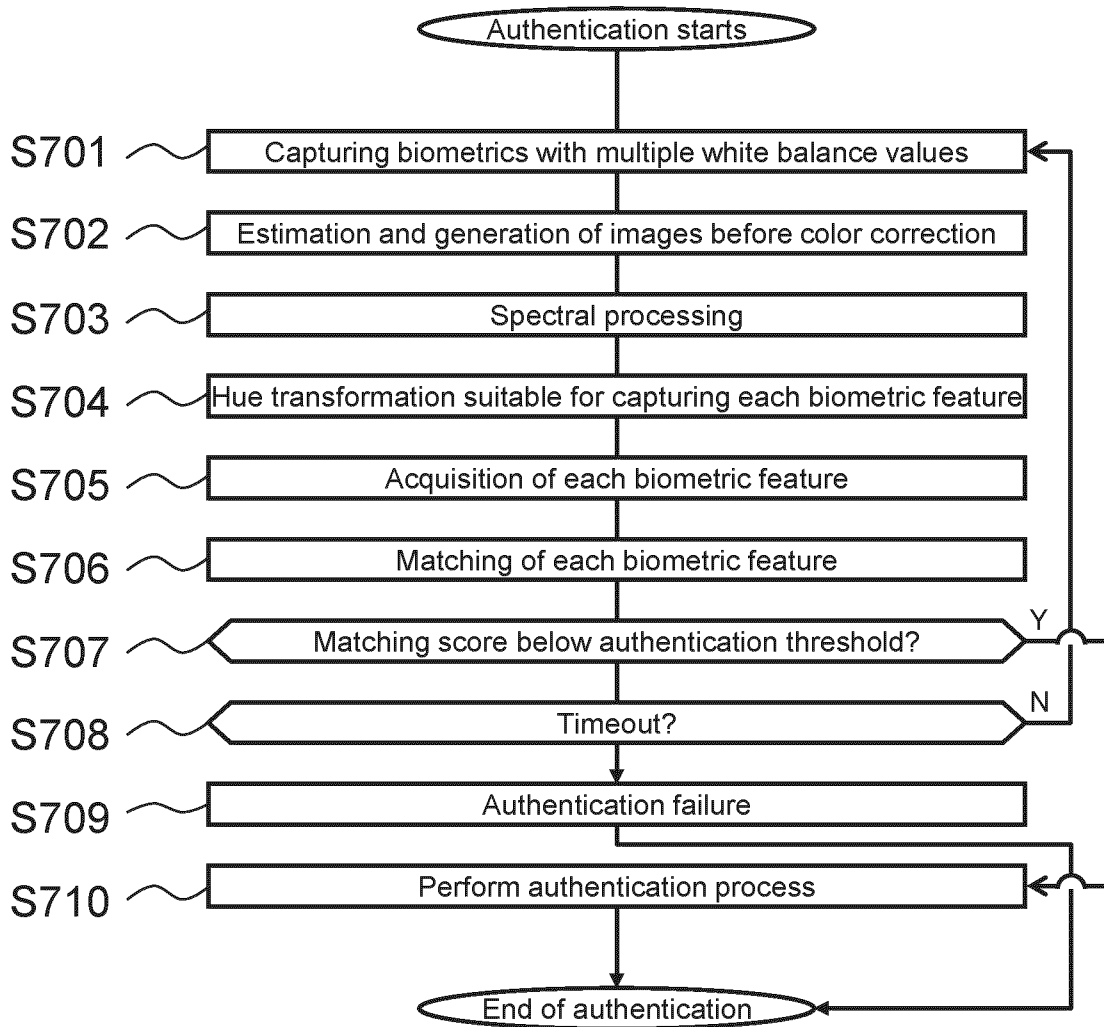 Authentication starts
S701
Capturing biometrics with multiple white balance values
S702
Estimation and generation of images before color correction
S703
Spectral processing
S704
Hue transformation suitable for capturing each biometric feature
S705
Acquisition of each biometric feature
S706
Matching of each biometric feature
S707
Matching score below authentication threshold?
Y
S708
Timeout?
N
S709
Authentication failure
S710
Perform authentication process
End of authentication